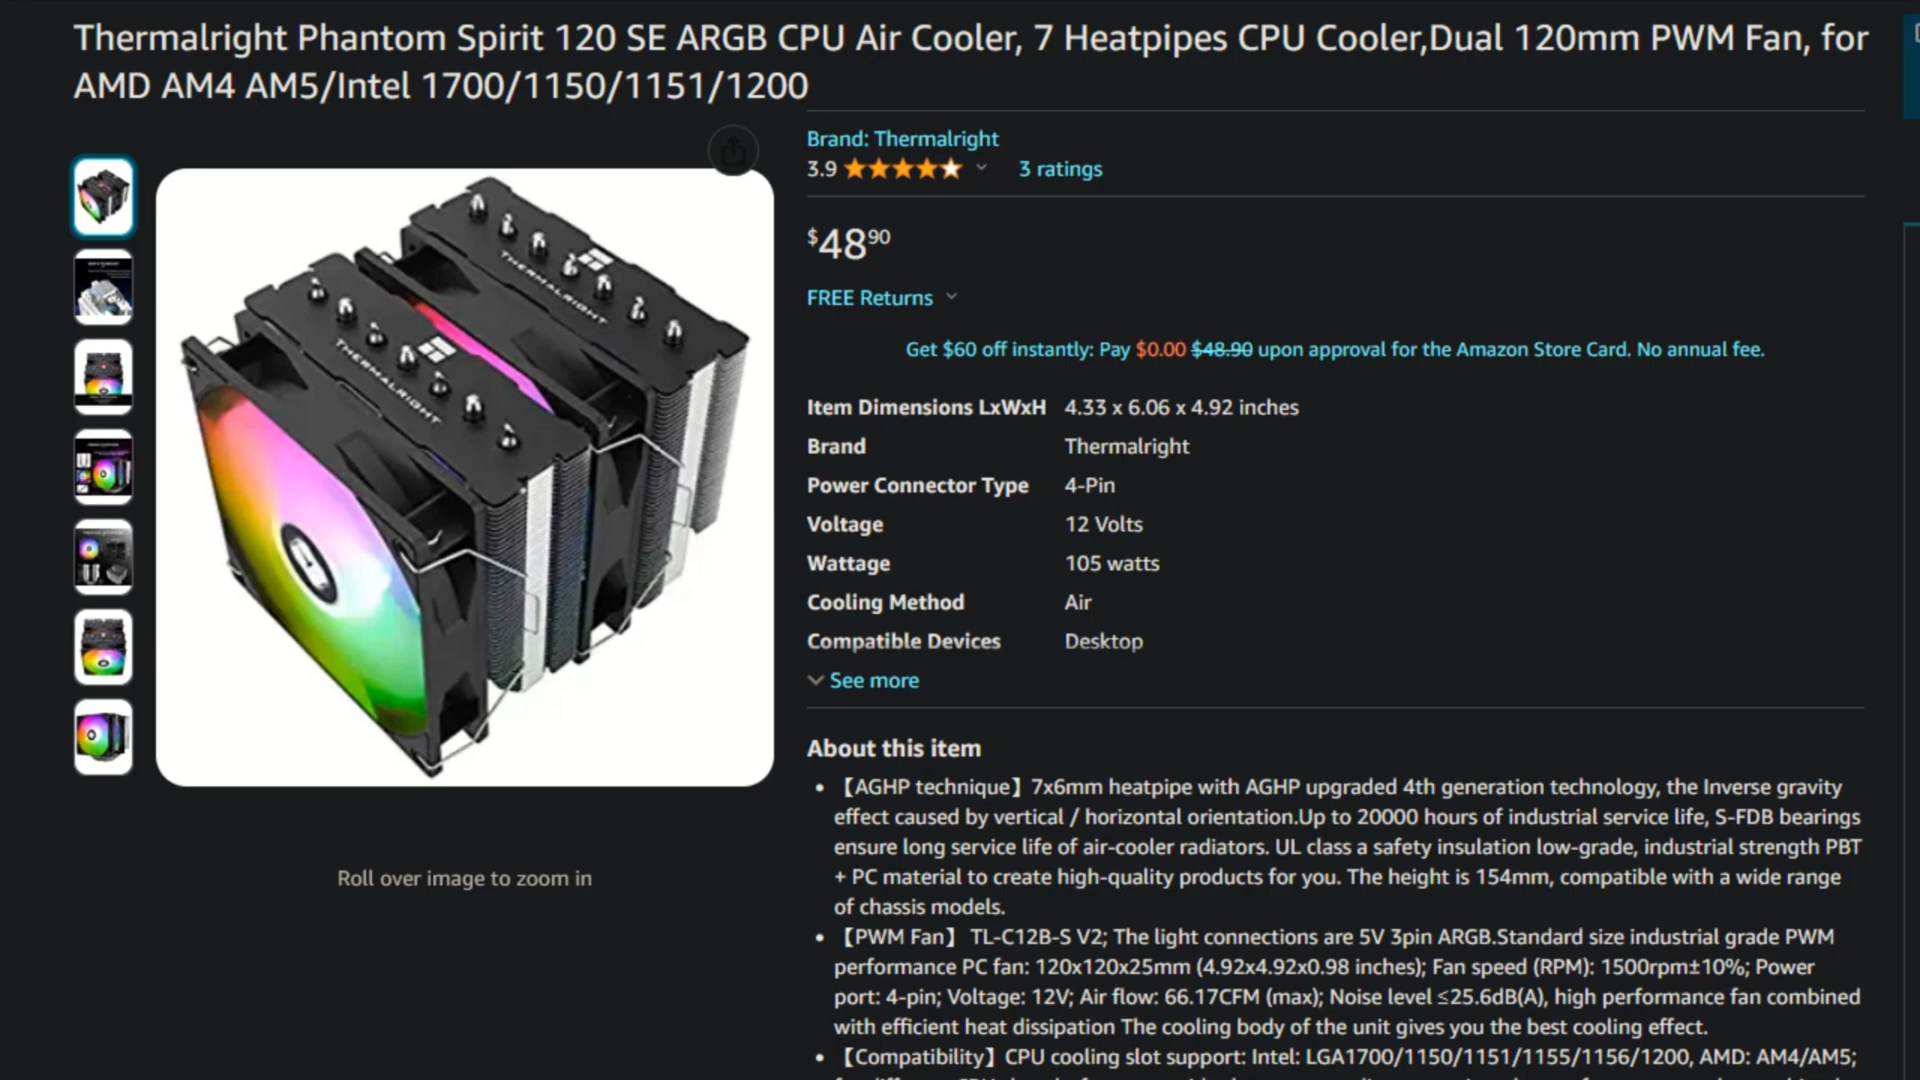 Thermalright Phantom Spirit 120 SE ARGB CPU Air Cooler, 7 Heatpipes CPU Cooler,Dual 120mm PWM Fan, for
AMD AM4 AM5/Intel 1700/1150/1151/1200
Brand: Thermalright
3.9 3 ratings
$48.90
FREE Returns
Get $60 off instantly: Pay $0.00 $48.90 upon approval for the Amazon Store Card. No annual fee.
Item Dimensions LxWxH 4.33 x 6.06 x 4.92 inches
Brand Thermalright
Power Connector Type 4-Pin
Voltage 12 Volts
Wattage 105 watts
Cooling Method Air
Compatible Devices Desktop
See more
THERMALRIGHT
THERMALRIGHT
Roll over image to zoom in
About this item
• 【AGHP technique】7x6mm heatpipe with AGHP upgraded 4th generation technology, the Inverse gravity
effect caused by vertical / horizontal orientation.Up to 20000 hours of industrial service life, S-FDB bearings
ensure long service life of air-cooler radiators. UL class a safety insulation low-grade, industrial strength PBT
+ PC material to create high-quality products for you. The height is 154mm, compatible with a wide range
of chassis models.
• 【PWM Fan】 TL-C12B-S V2; The light connections are 5V 3pin ARGB.Standard size industrial grade PWM
performance PC fan: 120x120x25mm (4.92x4.92x0.98 inches); Fan speed (RPM): 1500rpm±10%; Power
port: 4-pin; Voltage: 12V; Air flow: 66.17CFM (max); Noise level ≤25.6dB(A), high performance fan combined
with efficient heat dissipation The cooling body of the unit gives you the best cooling effect.
• 【Compatibility】CPU cooling slot support: Intel: LGA1700/1150/1151/1155/1156/1200, AMD: AM4/AM5;